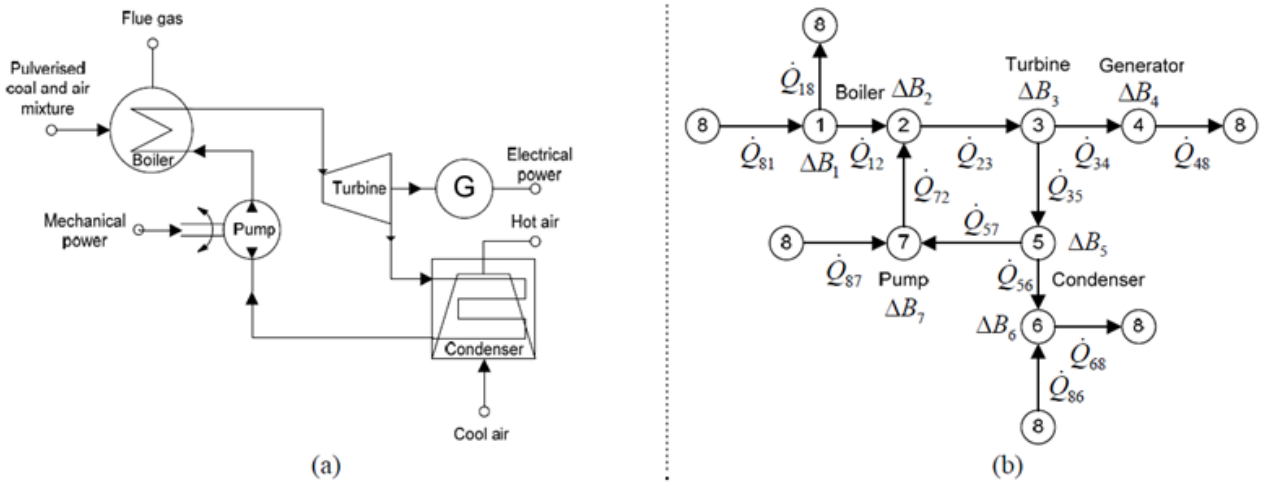 Flue gas
Pulverised
coal and air
mixture
Boiler
Turbine
G
Electrical
power
Hot air
Mechanical
power
Pump
Condenser
Cool air
(a)
8
Q̇₁₈
Boiler
ΔB₂
Turbine
ΔB₃
Generator
ΔB₄
8
1
2
3
4
8
Q̇₈₁
ΔB₁
Q̇₁₂
Q̇₂₃
Q̇₃₄
Q̇₄₈
Q̇₇₂
Q̇₃₅
Q̇₅₇
8
7
5
ΔB₅
Q̇₈₇
Pump
ΔB₇
Q̇₅₆
Condenser
ΔB₆
6
8
Q̇₆₈
Q̇₈₆
8
(b)